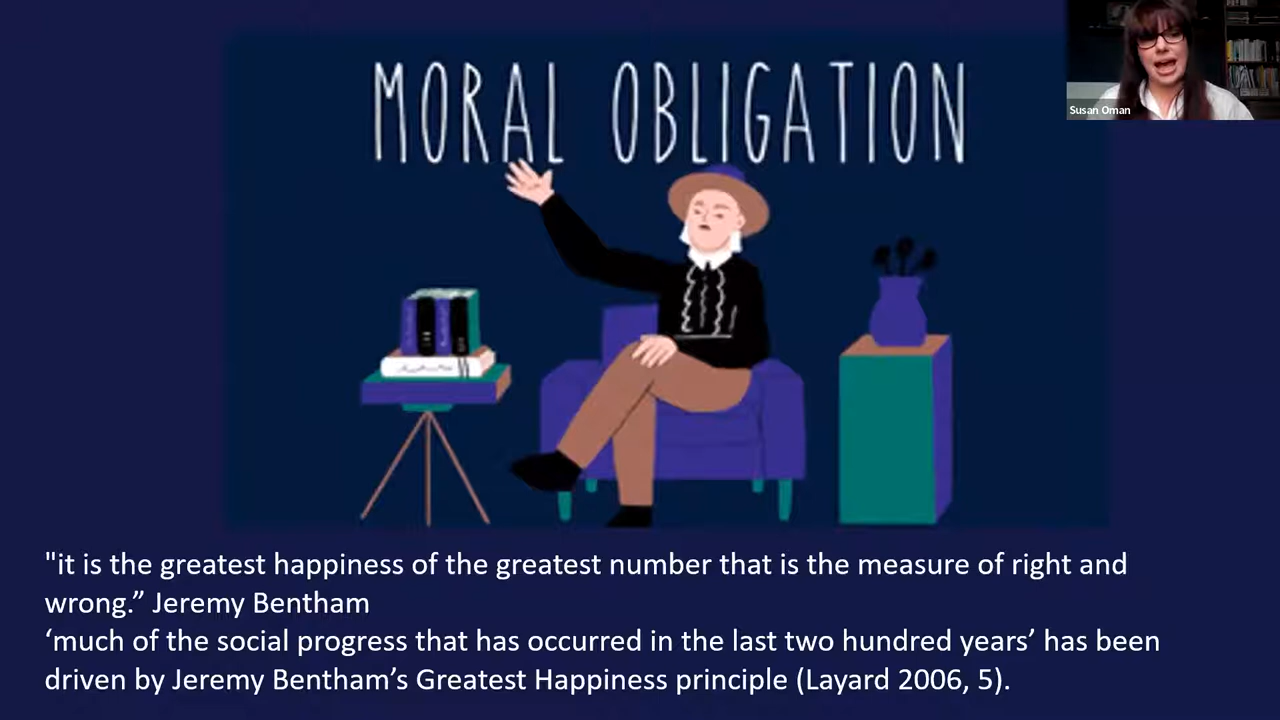 MORAL OBLIGATION
Susan Oman
"it is the greatest happiness of the greatest number that is the measure of right and
wrong.” Jeremy Bentham
‘much of the social progress that has occurred in the last two hundred years’ has been
driven by Jeremy Bentham’s Greatest Happiness principle (Layard 2006, 5).